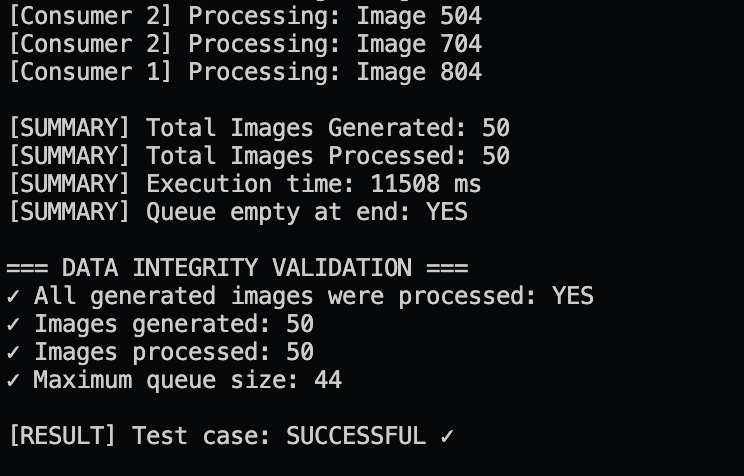 [Consumer 2] Processing: Image 504
[Consumer 2] Processing: Image 704
[Consumer 1] Processing: Image 804
[SUMMARY] Total Images Generated: 50
[SUMMARY] Total Images Processed: 50
[SUMMARY] Execution time: 11508 ms
[SUMMARY] Queue empty at end: YES
=== DATA INTEGRITY VALIDATION ===
✓ All generated images were processed: YES
✓ Images generated: 50
✓ Images processed: 50
✓ Maximum queue size: 44
[RESULT] Test case: SUCCESSFUL ✓